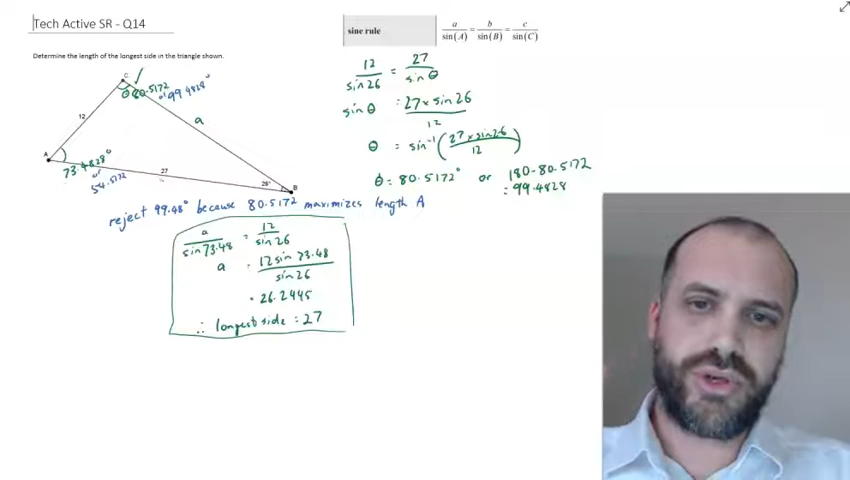 Tech Active SR - Q14
sine rule
a/sin(A) = b/sin(B) = c/sin(C)
Determine the length of the longest side in the triangle shown.
C
θ 80.5172 or 99.4828°
12
a
A
73.4828°
or
54.5172
27
26°
B
12/sin 26 = 27/sin θ
sin θ = 27 × sin 26/12
θ = sin⁻¹ (27 × sin 26/12)
θ = 80.5172° or 180-80.5172
= 99.4828
reject 99.48° because 80.5172 maximizes length A
a/sin 73.48 = 12/sin 26
a = 12 sin 73.48/sin 26
= 26.2445
∴ longest side = 27